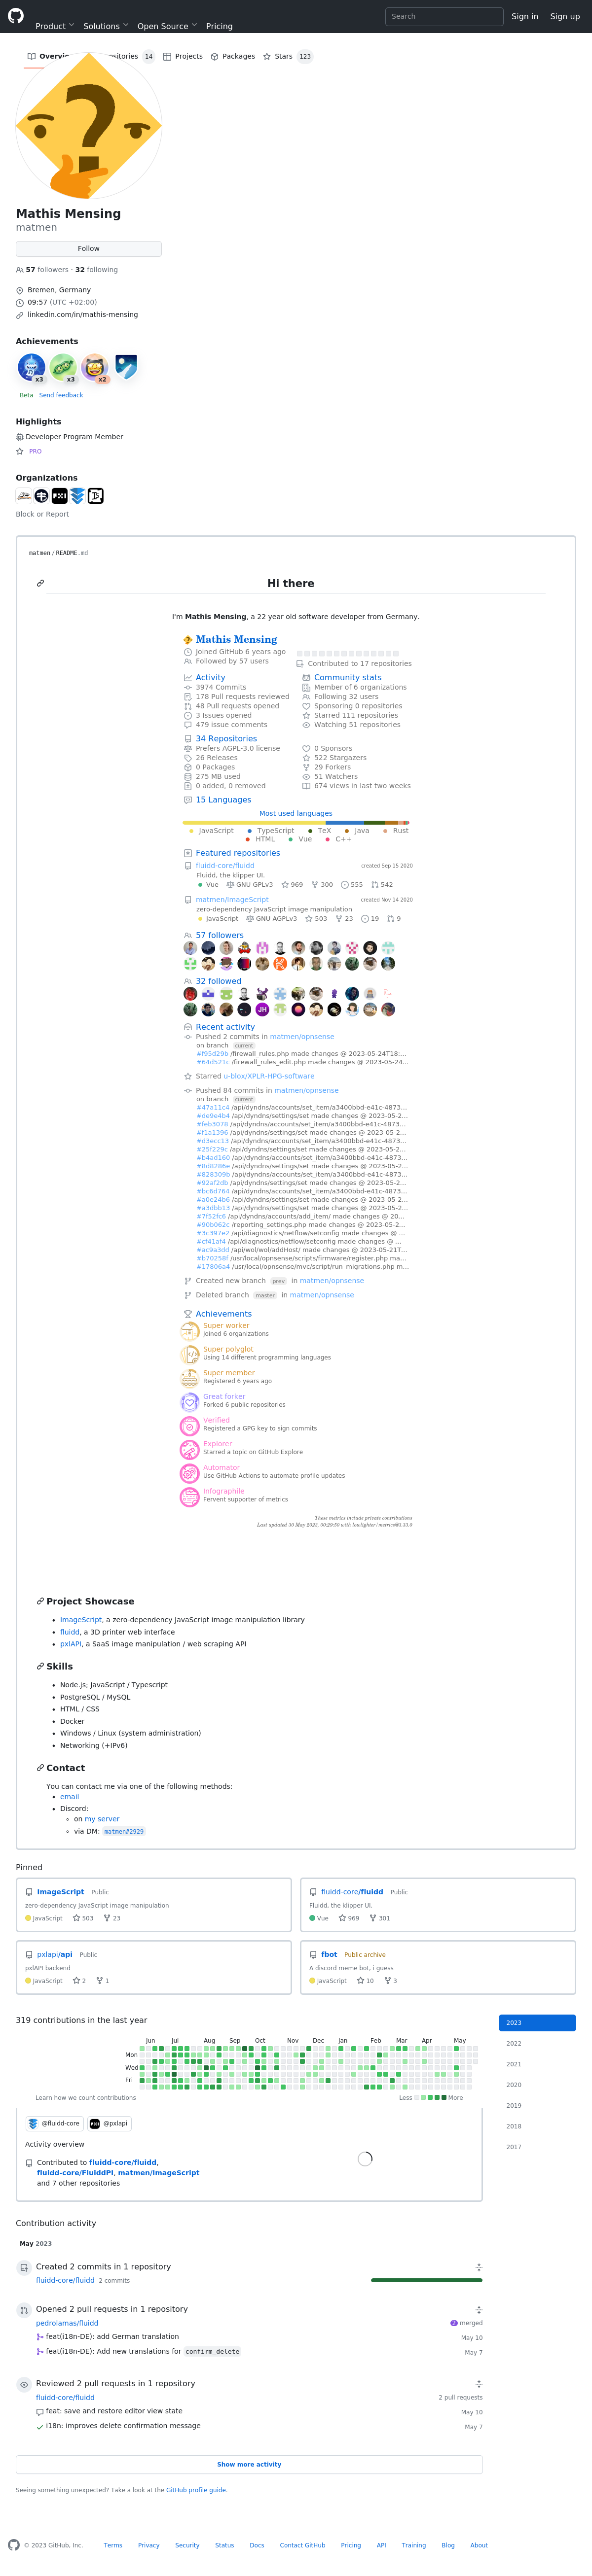 Product Solutions Open Source Pricing
Search
Sign in Sign up
Overview Repositories 14 Projects Packages Stars 123
Mathis Mensing
matmen
Follow
57 followers · 32 following
Bremen, Germany
09:57 (UTC +02:00)
linkedin.com/in/mathis-mensing
Achievements
x3 x3 x2
Beta Send feedback
Highlights
Developer Program Member
PRO
Organizations
Block or Report
matmen / README.md
Hi there
I'm Mathis Mensing, a 22 year old software developer from Germany.
Mathis Mensing
Joined GitHub 6 years ago
Followed by 57 users
Contributed to 17 repositories
Activity
3974 Commits
178 Pull requests reviewed
48 Pull requests opened
3 Issues opened
479 issue comments
Community stats
Member of 6 organizations
Following 32 users
Sponsoring 0 repositories
Starred 111 repositories
Watching 51 repositories
34 Repositories
Prefers AGPL-3.0 license
26 Releases
0 Packages
275 MB used
0 added, 0 removed
0 Sponsors
522 Stargazers
29 Forkers
51 Watchers
674 views in last two weeks
15 Languages
Most used languages
JavaScript TypeScript TeX Java Rust
HTML Vue C++
Featured repositories
fluidd-core/fluidd created Sep 15 2020
Fluidd, the klipper UI.
Vue GNU GPLv3 969 300 555 542
matmen/ImageScript created Nov 14 2020
zero-dependency JavaScript image manipulation
JavaScript GNU AGPLv3 503 23 19 9
57 followers
32 followed
JH
Recent activity
Pushed 2 commits in matmen/opnsense
on branch current
#f95d29b /firewall_rules.php made changes @ 2023-05-24T18:...
#64d521c /firewall_rules_edit.php made changes @ 2023-05-24...
Starred u-blox/XPLR-HPG-software
Pushed 84 commits in matmen/opnsense
on branch current
#47a11c4 /api/dyndns/accounts/set_item/a3400bbd-e41c-4873...
#de9e4b4 /api/dyndns/settings/set made changes @ 2023-05-2...
#feb3078 /api/dyndns/accounts/set_item/a3400bbd-e41c-4873...
#f1a1396 /api/dyndns/settings/set made changes @ 2023-05-2...
#d3ecc13 /api/dyndns/accounts/set_item/a3400bbd-e41c-4873...
#25f229c /api/dyndns/settings/set made changes @ 2023-05-2...
#b4ad160 /api/dyndns/accounts/set_item/a3400bbd-e41c-4873...
#8d8286e /api/dyndns/settings/set made changes @ 2023-05-2...
#828309b /api/dyndns/accounts/set_item/a3400bbd-e41c-4873...
#92af2db /api/dyndns/settings/set made changes @ 2023-05-2...
#bc6d764 /api/dyndns/accounts/set_item/a3400bbd-e41c-4873...
#a0e24b6 /api/dyndns/settings/set made changes @ 2023-05-2...
#a3dbb13 /api/dyndns/settings/set made changes @ 2023-05-2...
#7f52fc6 /api/dyndns/accounts/add_item/ made changes @ 20...
#90b062c /reporting_settings.php made changes @ 2023-05-2...
#3c397e2 /api/diagnostics/netflow/setconfig made changes @ ...
#cf41af4 /api/diagnostics/netflow/setconfig made changes @ ...
#ac9a3dd /api/wol/wol/addHost/ made changes @ 2023-05-21T...
#b70258f /usr/local/opnsense/scripts/firmware/register.php ma...
#17806a4 /usr/local/opnsense/mvc/script/run_migrations.php m...
Created new branch prev in matmen/opnsense
Deleted branch master in matmen/opnsense
Achievements
Super worker
Joined 6 organizations
Super polyglot
Using 14 different programming languages
Super member
Registered 6 years ago
Great forker
Forked 6 public repositories
Verified
Registered a GPG key to sign commits
Explorer
Starred a topic on GitHub Explore
Automator
Use GitHub Actions to automate profile updates
Infographile
Fervent supporter of metrics
These metrics include private contributions
Last updated 30 May 2023, 00:20:50 with lowlighter/metrics@3.33.0
Project Showcase
ImageScript, a zero-dependency JavaScript image manipulation library
fluidd, a 3D printer web interface
pxlAPI, a SaaS image manipulation / web scraping API
Skills
Node.js; JavaScript / Typescript
PostgreSQL / MySQL
HTML / CSS
Docker
Windows / Linux (system administration)
Networking (+IPv6)
Contact
You can contact me via one of the following methods:
email
Discord:
on my server
via DM: matmen#2929
Pinned
ImageScript Public
zero-dependency JavaScript image manipulation
JavaScript 503 23
fluidd-core/fluidd Public
Fluidd, the klipper UI.
Vue 969 301
pxlapi/api Public
pxlAPI backend
JavaScript 2 1
fbot Public archive
A discord meme bot, i guess
JavaScript 10 3
319 contributions in the last year
2023
2022
2021
2020
2019
2018
2017
Jun Jul Aug Sep Oct Nov Dec Jan Feb Mar Apr May
Mon
Wed
Fri
Learn how we count contributions
Less More
@fluidd-core @pxlapi
Activity overview
Contributed to fluidd-core/fluidd,
fluidd-core/FluiddPI, matmen/ImageScript
and 7 other repositories
Contribution activity
May 2023
Created 2 commits in 1 repository
fluidd-core/fluidd 2 commits
Opened 2 pull requests in 1 repository
pedrolamas/fluidd 2 merged
feat(i18n-DE): add German translation May 10
feat(i18n-DE): Add new translations for confirm_delete May 7
Reviewed 2 pull requests in 1 repository
fluidd-core/fluidd 2 pull requests
feat: save and restore editor view state May 10
i18n: improves delete confirmation message May 7
Show more activity
Seeing something unexpected? Take a look at the GitHub profile guide.
© 2023 GitHub, Inc. Terms Privacy Security Status Docs Contact GitHub Pricing API Training Blog About